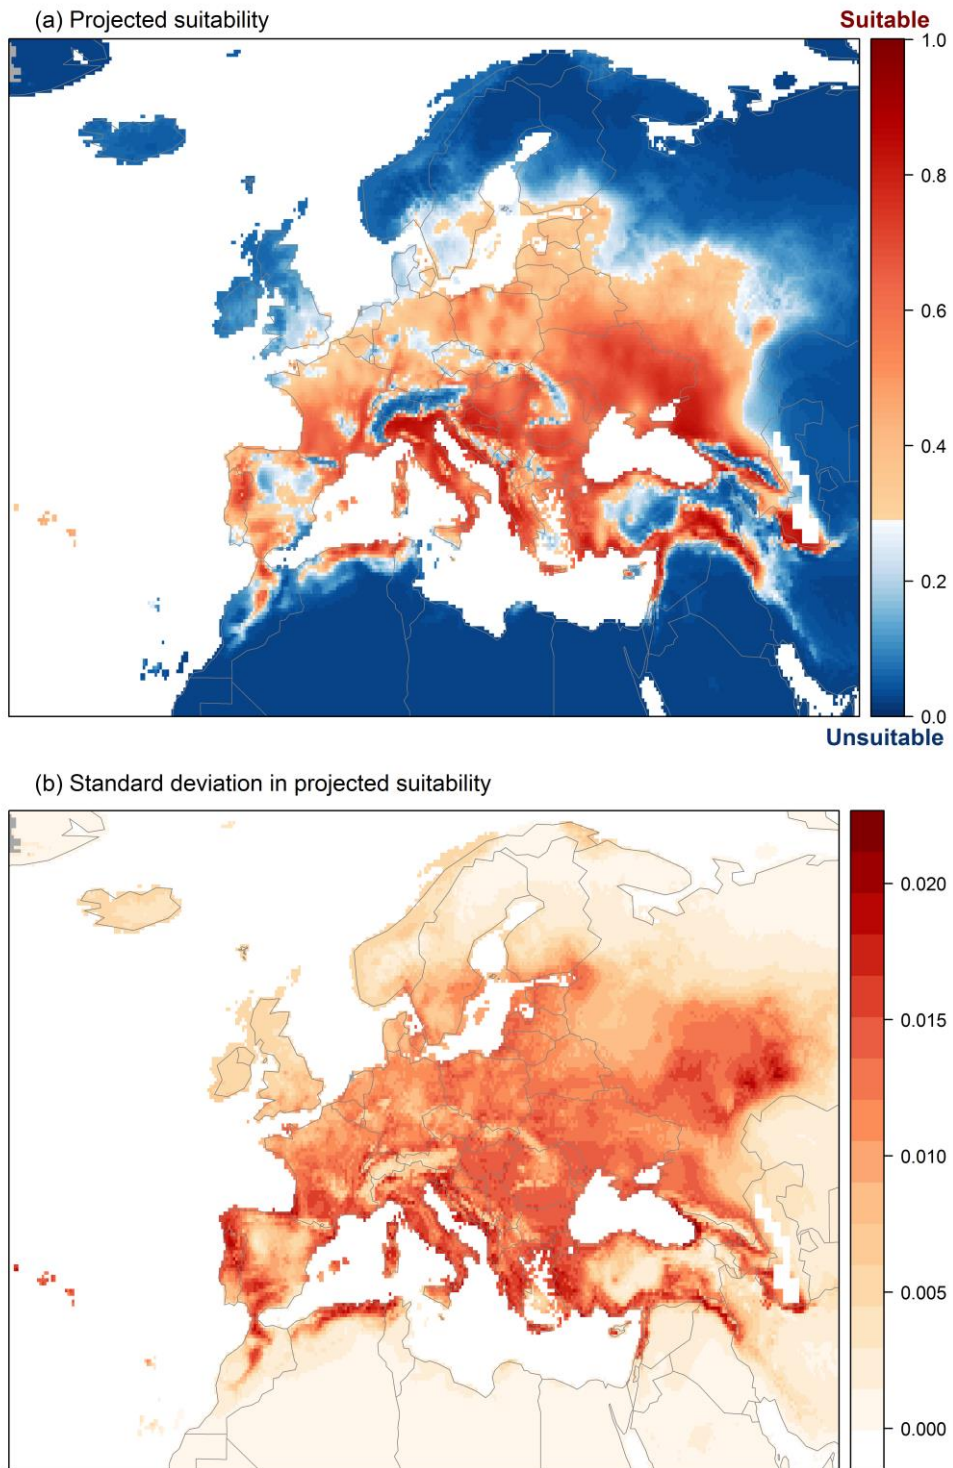 (a) Projected suitability
Suitable
1.0
0.8
0.6
0.4
0.2
0.0
Unsuitable
(b) Standard deviation in projected suitability
0.020
0.015
0.010
0.005
0.000